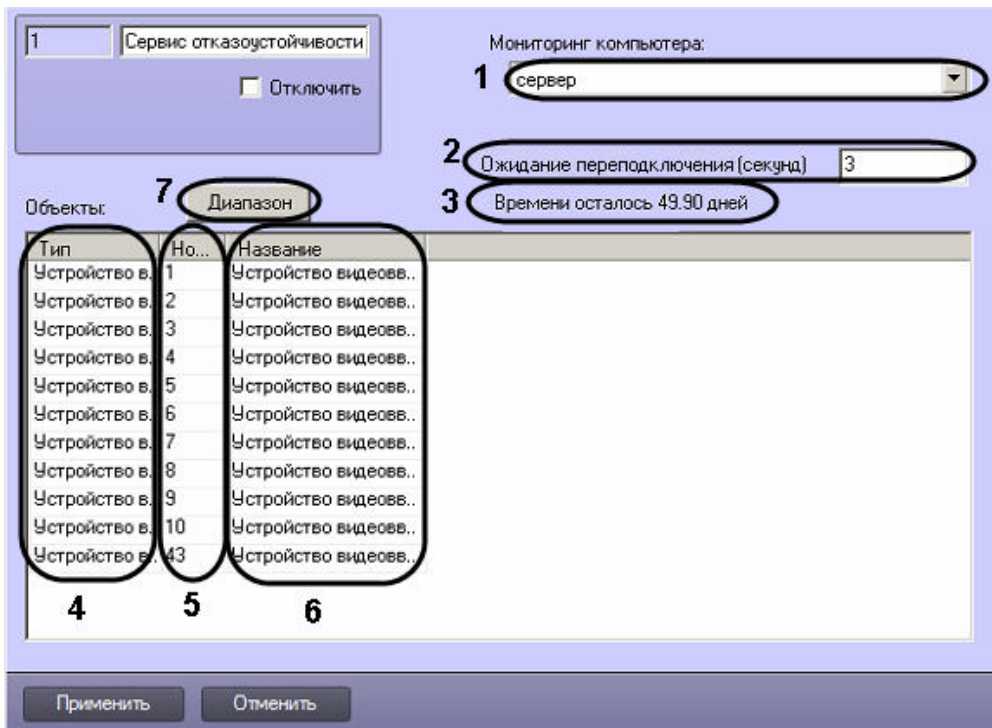 1 Сервис отказоустойчивости
Отключить
Мониторинг компьютера:
1 сервер
2 Ожидание переподключения (секунд) 3
3 Времени осталось 49.90 дней
Объекты: 7 Диапазон
Тип Но... Название
Устройство в.. 1 Устройство видеовв..
Устройство в.. 2 Устройство видеовв..
Устройство в.. 3 Устройство видеовв..
Устройство в.. 4 Устройство видеовв..
Устройство в.. 5 Устройство видеовв..
Устройство в.. 6 Устройство видеовв..
Устройство в.. 7 Устройство видеовв..
Устройство в.. 8 Устройство видеовв..
Устройство в.. 9 Устройство видеовв..
Устройство в.. 10 Устройство видеовв..
Устройство в.. 43 Устройство видеовв..
4 5 6
Применить Отменить